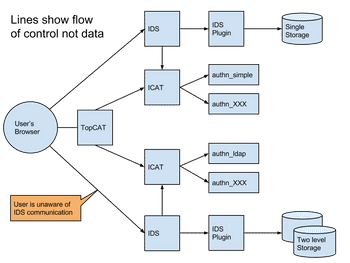 Lines show flow
of control not data
IDS
IDS
Plugin
Single
Storage
ICAT
authn_simple
authn_XXX
User's
Browser
TopCAT
ICAT
authn_ldap
authn_XXX
User is unaware of
IDS communication
IDS
IDS
Plugin
Two level
Storage